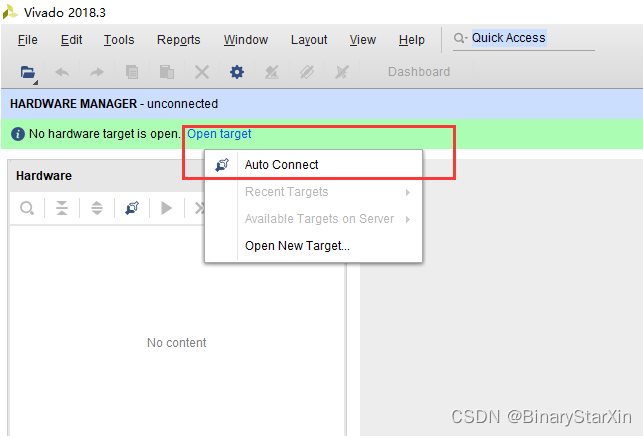 Vivado 2018.3
File Edit Tools Reports Window Layout View Help Quick Access
Dashboard
HARDWARE MANAGER - unconnected
No hardware target is open. Open target
Auto Connect
Hardware
Recent Targets
Available Targets on Server
Open New Target...
No content
CSDN @BinaryStarXin